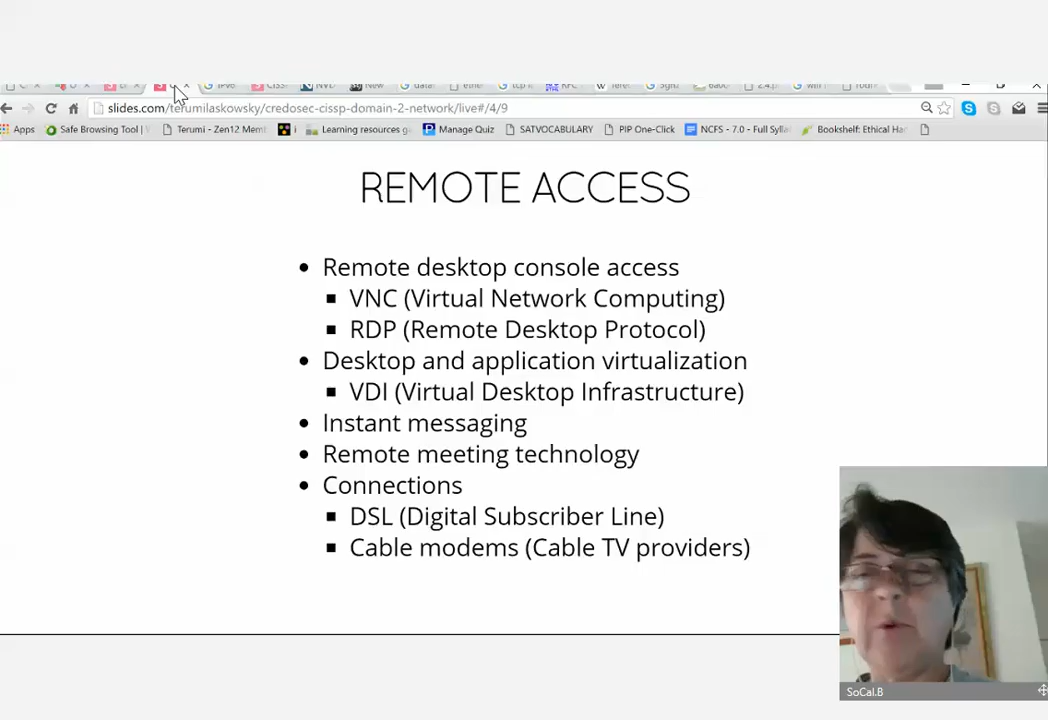 slides.com/terumilaskowsky/credosec-cissp-domain-2-network/live#/4/9
Apps Safe Browsing Tool | Terumi - Zen12 Memb Learning resources g Manage Quiz SATVOCABULARY PIP One-Click NCFS - 7.0 - Full Sylla Bookshelf: Ethical Ha
REMOTE ACCESS
• Remote desktop console access
▪ VNC (Virtual Network Computing)
▪ RDP (Remote Desktop Protocol)
• Desktop and application virtualization
▪ VDI (Virtual Desktop Infrastructure)
• Instant messaging
• Remote meeting technology
• Connections
▪ DSL (Digital Subscriber Line)
▪ Cable modems (Cable TV providers)
SoCal.B